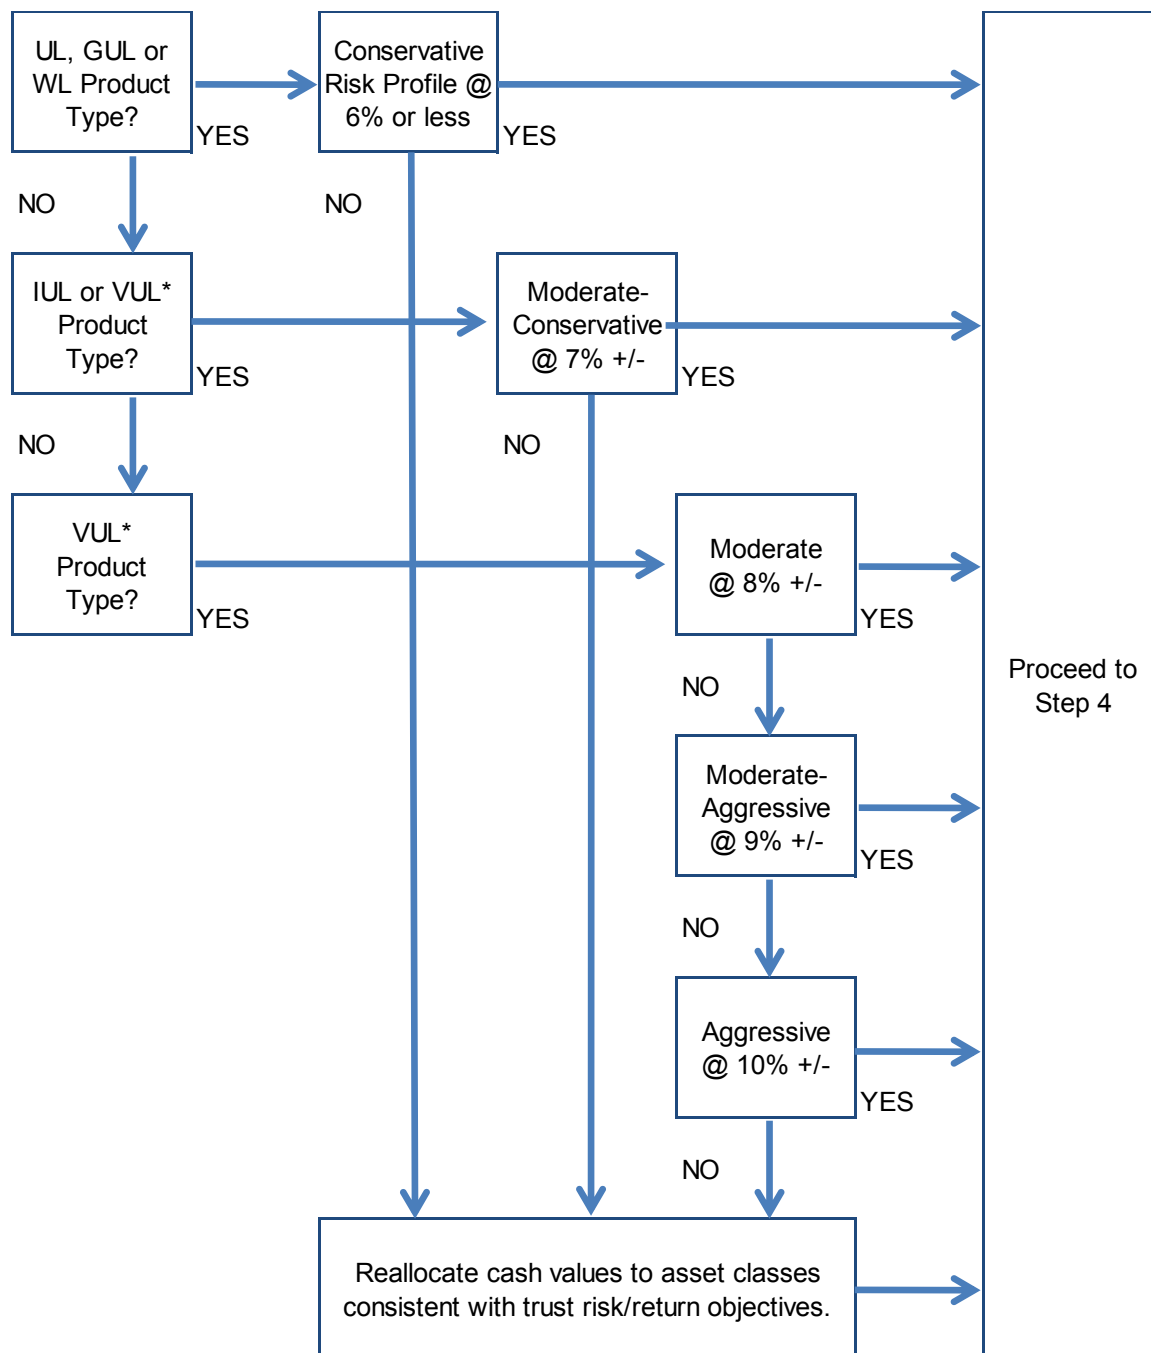 UL, GUL or
WL Product
Type?
YES
Conservative
Risk Profile @
6% or less
YES
NO
NO
IUL or VUL*
Product
Type?
YES
Moderate-
Conservative
@ 7% +/-
YES
NO
NO
VUL*
Product
Type?
YES
Moderate
@ 8% +/-
YES
NO
Proceed to
Step 4
Moderate-
Aggressive
@ 9% +/-
YES
NO
Aggressive
@ 10% +/-
YES
NO
Reallocate cash values to asset classes
consistent with trust risk/return objectives.